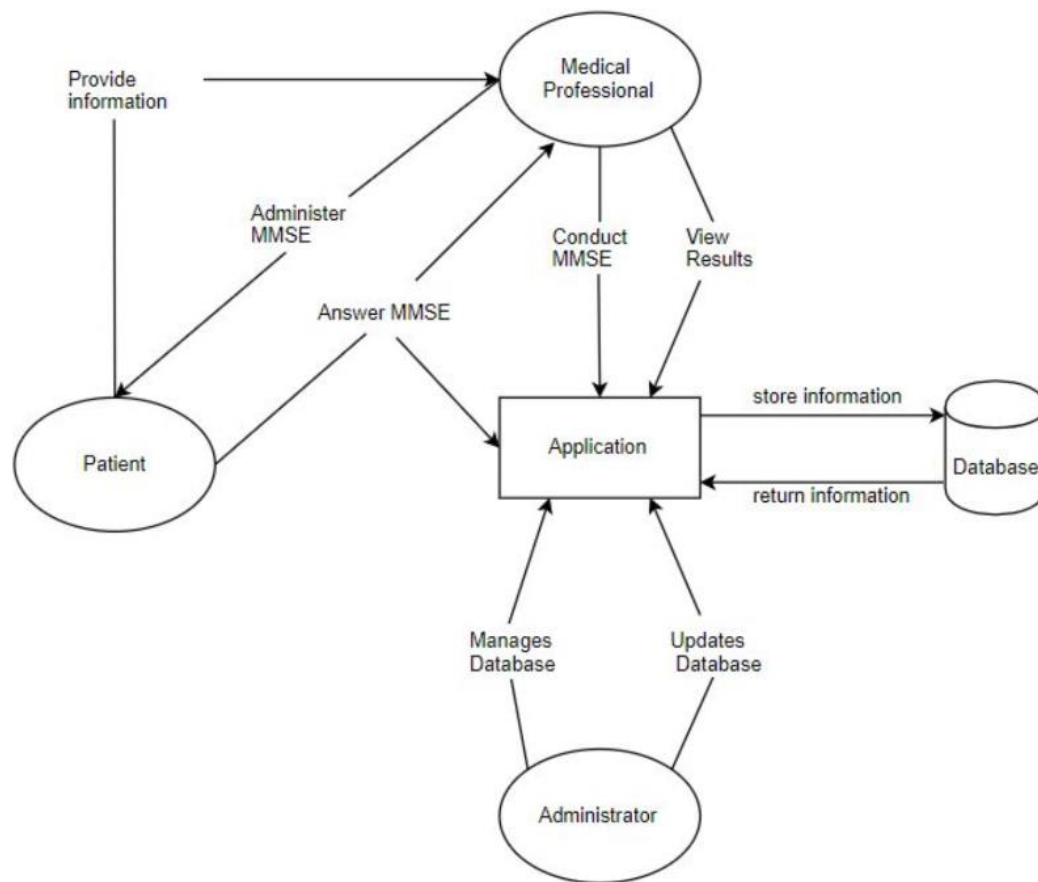 Medical
Professional
Provide
information
Administer
MMSE
Conduct
MMSE
View
Results
Answer MMSE
store information
Application
Patient
Database
return information
Manages
Database
Updates
Database
Administrator